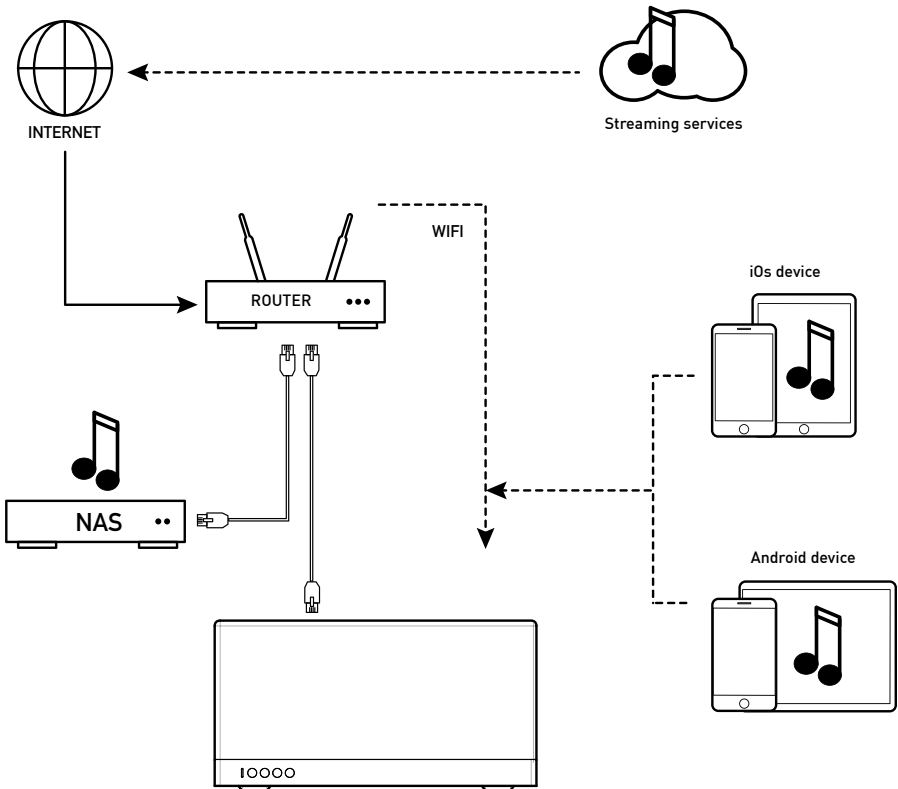 INTERNET
Streaming services
WIFI
ROUTER
iOs device
NAS
Android device